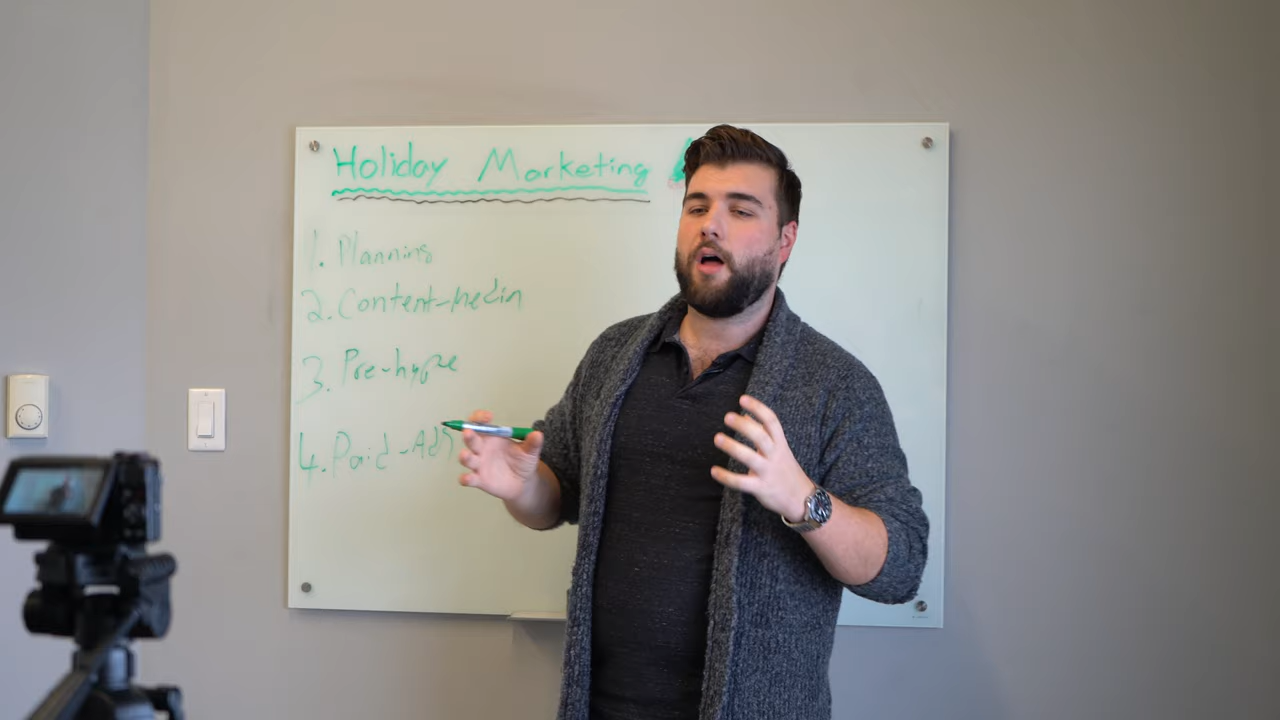 Holiday Marketing
1. Planning
2. Content-Media
3. Pre-hype
4. Paid-Ads